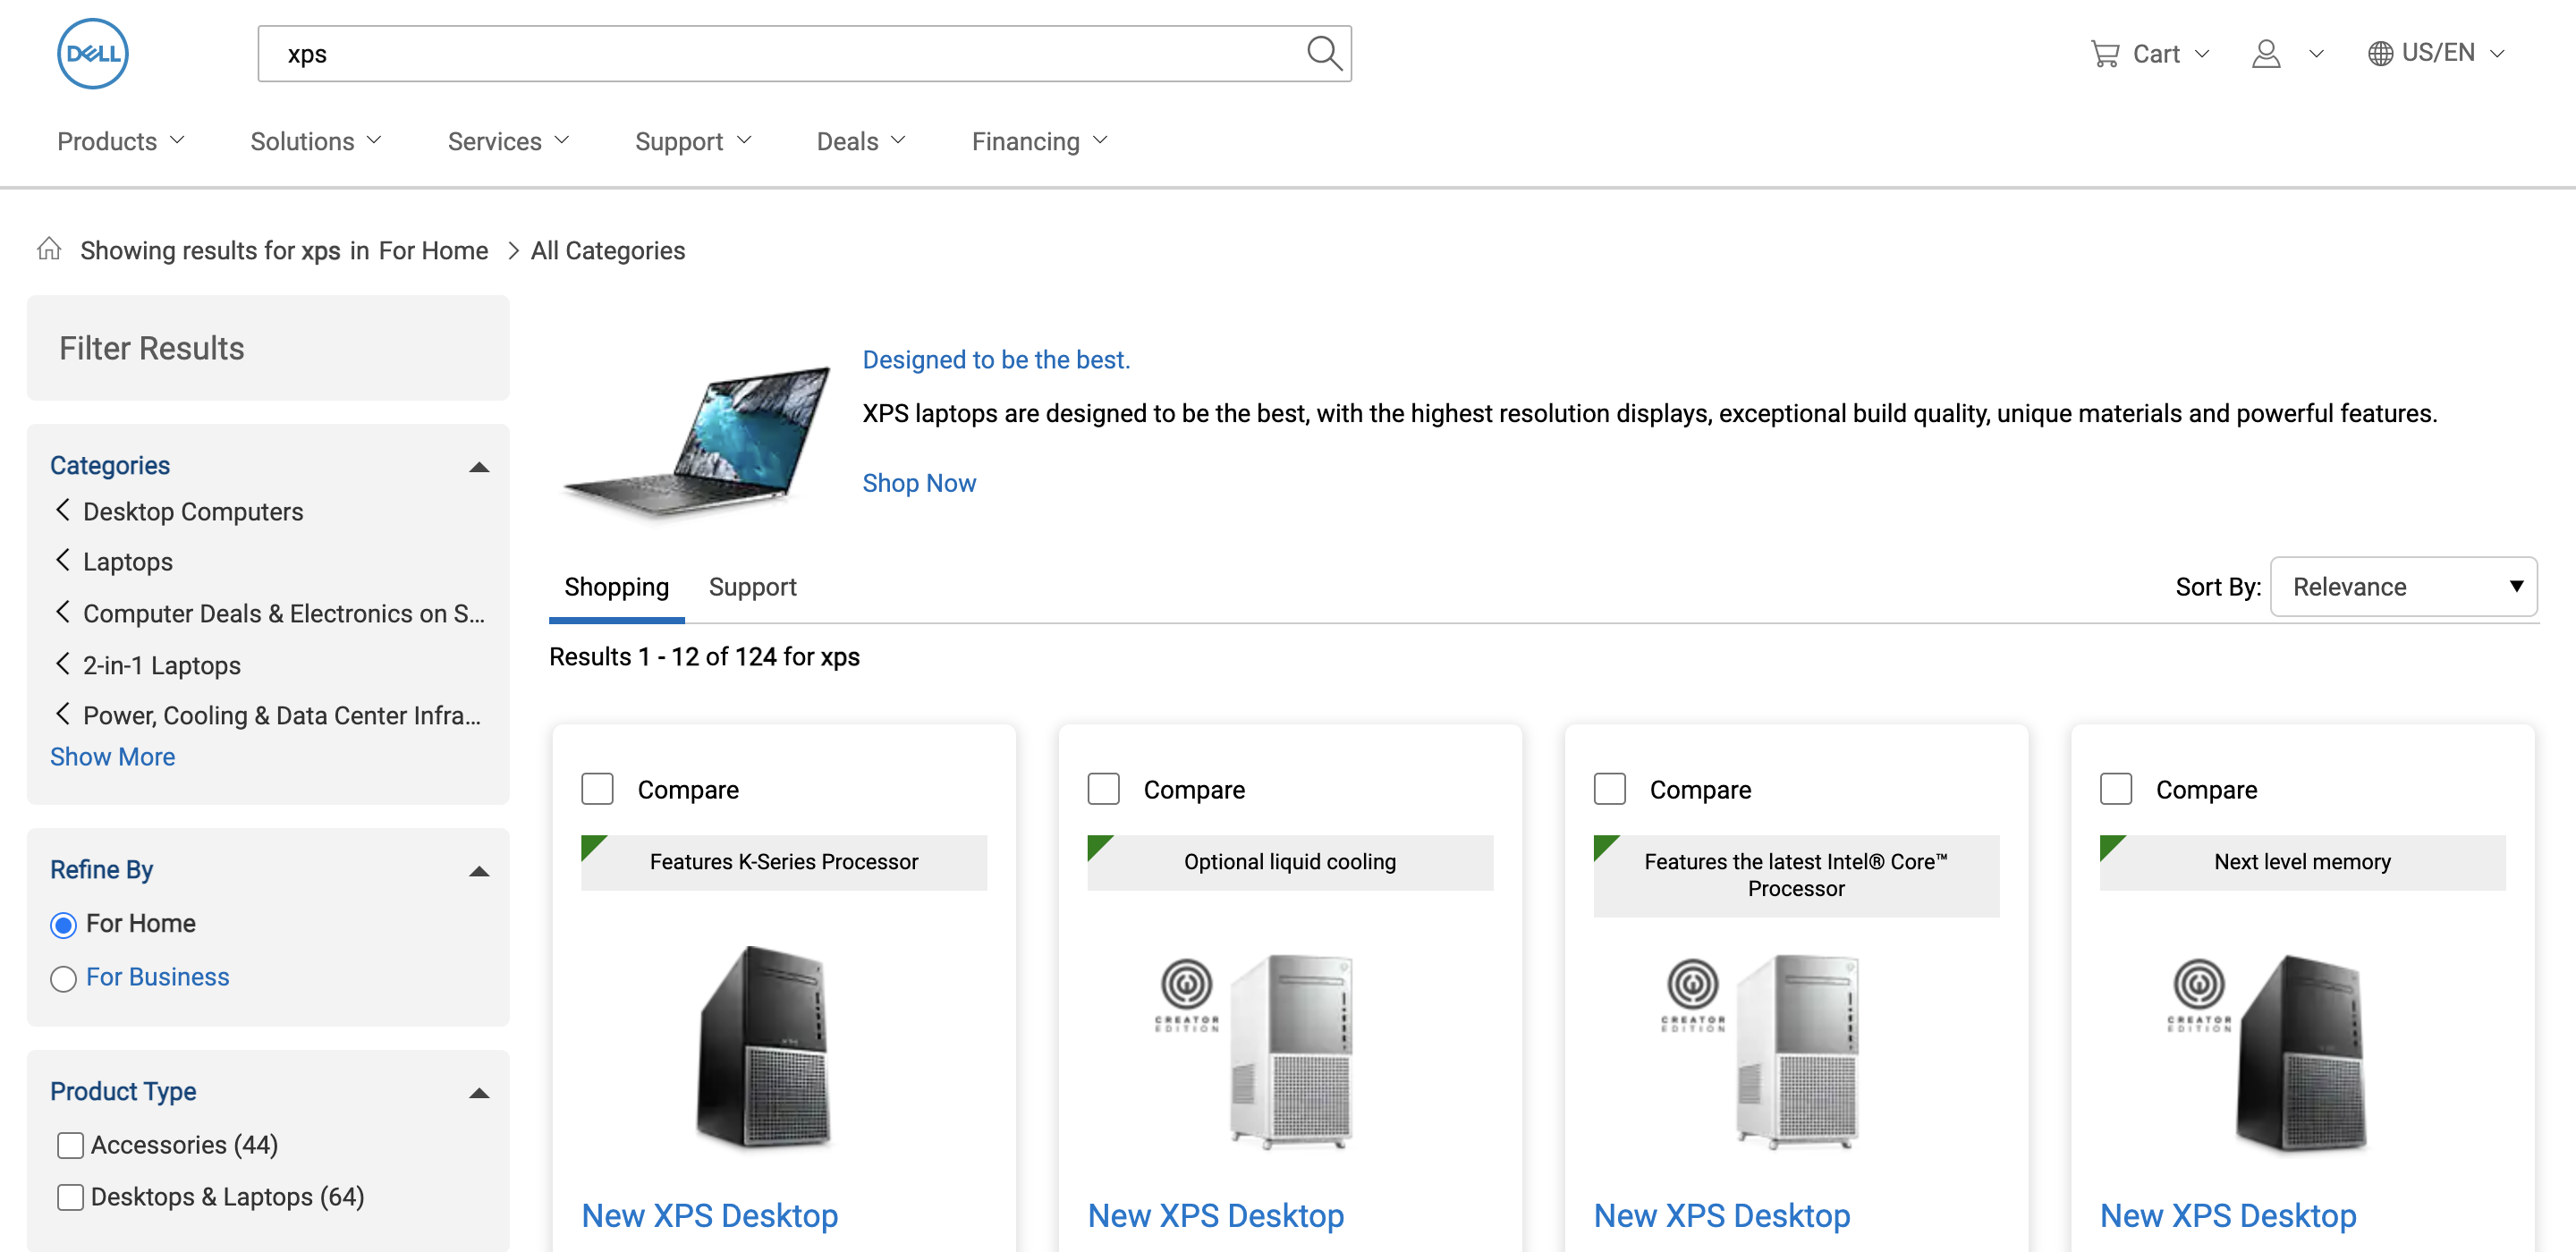 DELL
xps
Cart
US/EN
Products
Solutions
Services
Support
Deals
Financing
Showing results for xps in For Home > All Categories
Filter Results
Categories
Desktop Computers
Laptops
Computer Deals & Electronics on S...
2-in-1 Laptops
Power, Cooling & Data Center Infra...
Show More
Refine By
For Home
For Business
Product Type
Accessories (44)
Desktops & Laptops (64)
Designed to be the best.
XPS laptops are designed to be the best, with the highest resolution displays, exceptional build quality, unique materials and powerful features.
Shop Now
Shopping
Support
Sort By:
Relevance
Results 1 - 12 of 124 for xps
Compare
Features K-Series Processor
New XPS Desktop
Compare
Optional liquid cooling
CREATOR
EDITION
New XPS Desktop
Compare
Features the latest Intel® Core™
Processor
CREATOR
EDITION
New XPS Desktop
Compare
Next level memory
CREATOR
EDITION
New XPS Desktop